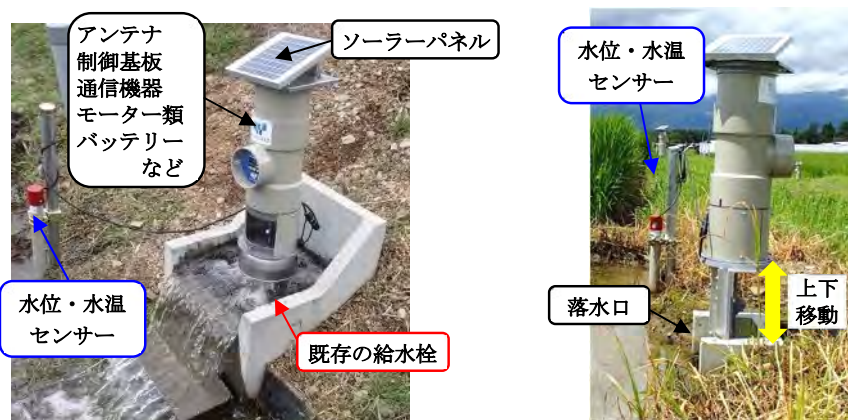 アンテナ
制御基板
通信機器
モーター類
バッテリー
など
ソーラーパネル
水位・水温
センサー
既存の給水栓
水位・水温
センサー
落水口
上下
移動